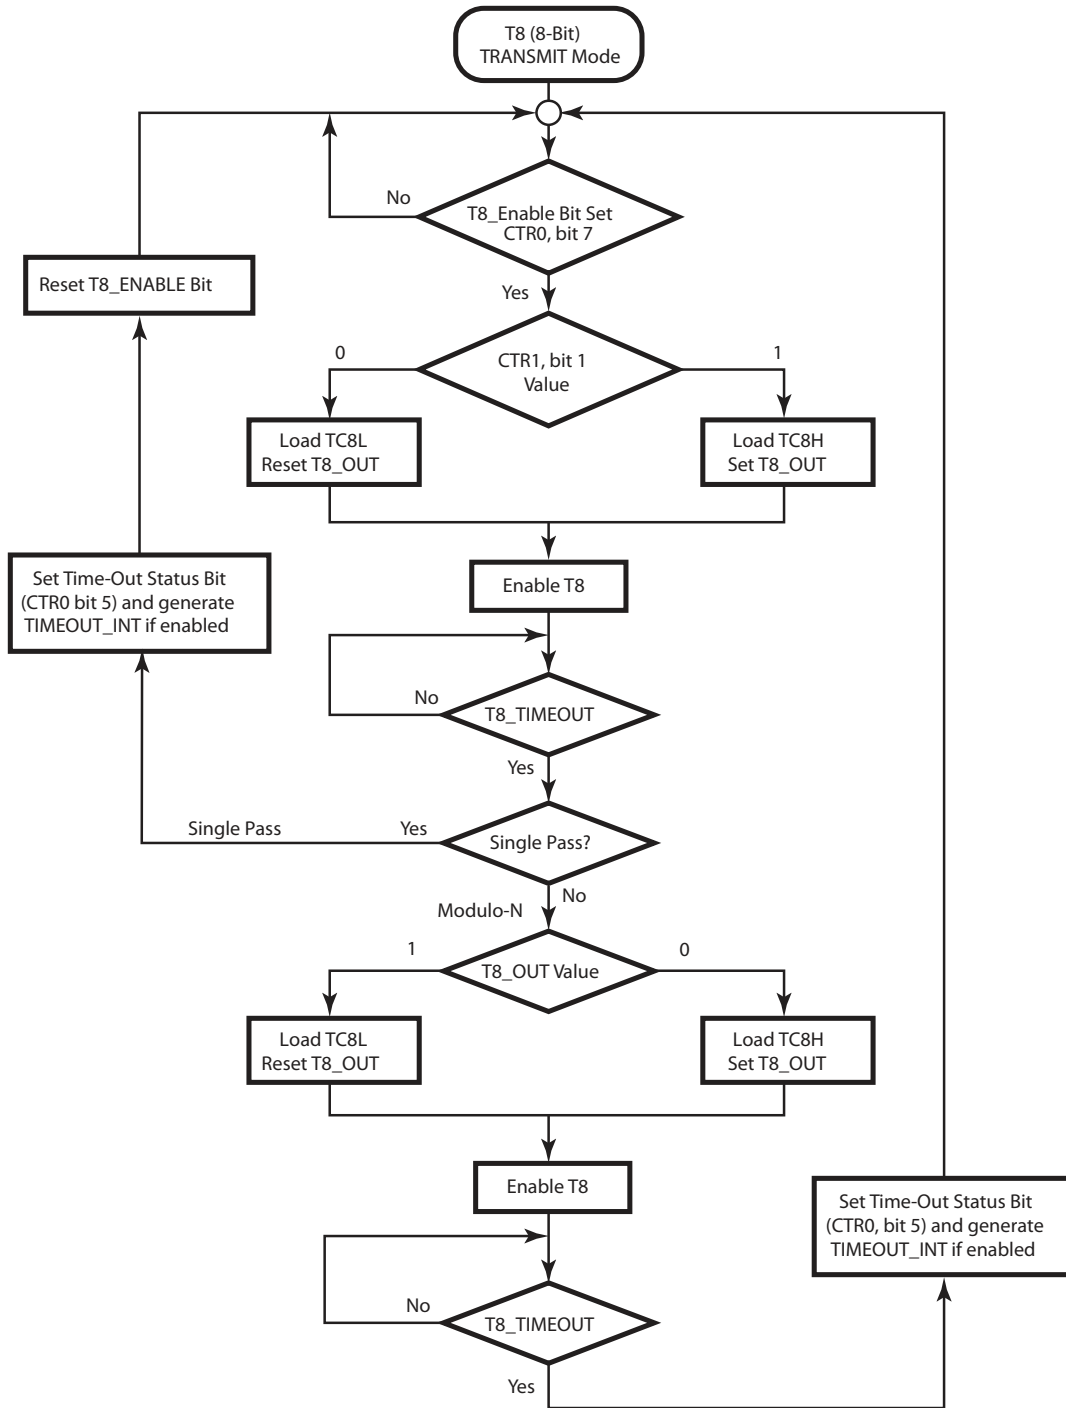 T8 (8-Bit)
TRANSMIT Mode
No
T8_Enable Bit Set
CTR0, bit 7
Reset T8_ENABLE Bit
Yes
0
CTR1, bit 1
Value
1
Load TC8L
Reset T8_OUT
Load TC8H
Set T8_OUT
Set Time-Out Status Bit
(CTR0 bit 5) and generate
TIMEOUT_INT if enabled
Enable T8
No
T8_TIMEOUT
Yes
Single Pass
Yes
Single Pass?
No
Modulo-N
1
T8_OUT Value
0
Load TC8L
Reset T8_OUT
Load TC8H
Set T8_OUT
Enable T8
Set Time-Out Status Bit
(CTR0, bit 5) and generate
TIMEOUT_INT if enabled
No
T8_TIMEOUT
Yes